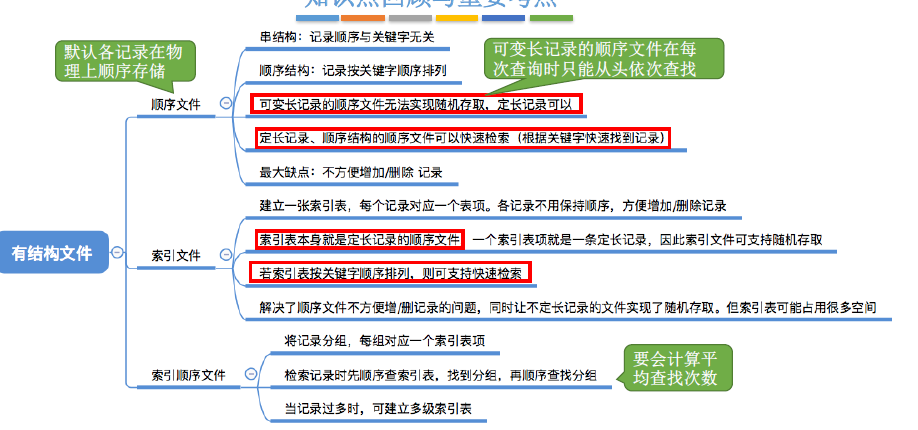 知识点回顾与重要考点
默认各记录在物
理上顺序存储
可变长记录的顺序文件在每
次查询时只能从头依次查找
串结构：记录顺序与关键字无关
顺序结构：记录按关键字顺序排列
顺序文件
可变长记录的顺序文件无法实现随机存取，定长记录可以
定长记录、顺序结构的顺序文件可以快速检索（根据关键字快速找到记录）
最大缺点：不方便增加/删除 记录
建立一张索引表，每个记录对应一个表项。各记录不用保持顺序，方便增加/删除记录
有结构文件
索引文件
索引表本身就是定长记录的顺序文件，一个索引表项就是一条定长记录，因此索引文件可支持随机存取
若索引表按关键字顺序排列，则可支持快速检索
解决了顺序文件不方便增/删记录的问题，同时让不定长记录的文件实现了随机存取。但索引表可能占用很多空间
将记录分组，每组对应一个索引表项
索引顺序文件
检索记录时先顺序查索引表，找到分组，再顺序查找分组
要会计算平
均查找次数
当记录过多时，可建立多级索引表